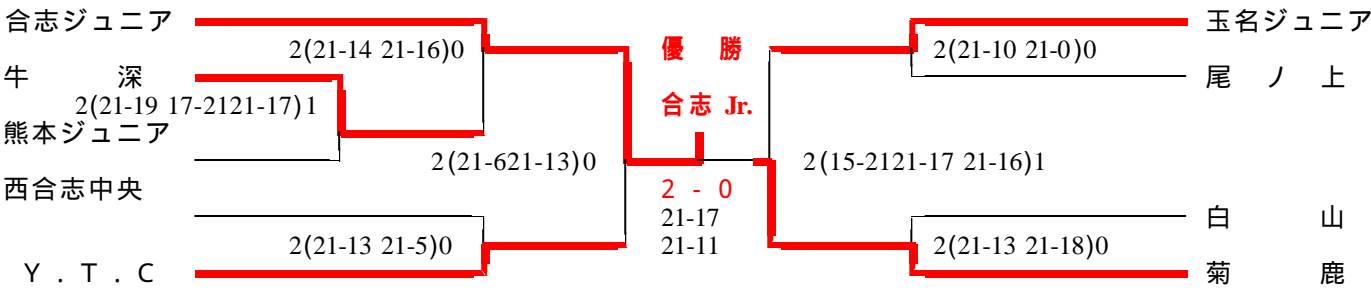 合志ジュニア
2(21-14 21-16)0
牛 深
2(21-19 17-2121-17)1
熊本ジュニア
2(21-621-13)0
西合志中央
2(21-13 21-5)0
Y．T．C
優 勝
合志 Jr.
2 - 0
21-17
21-11
玉名ジュニア
2(21-10 21-0)0
尾 ノ 上
2(15-2121-17 21-16)1
白 山
2(21-13 21-18)0
菊 鹿